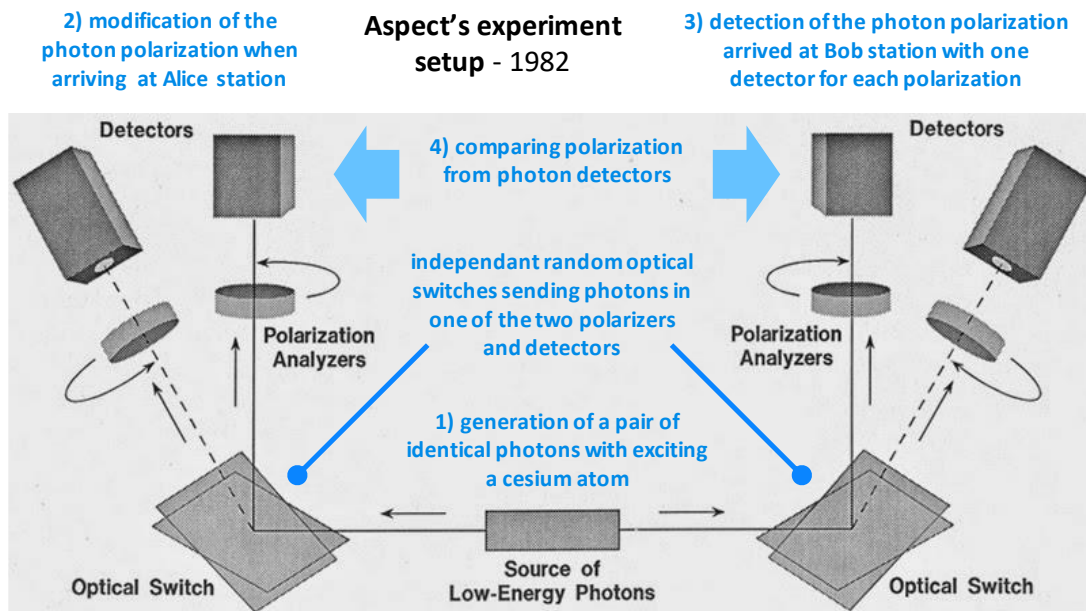 2) modification of the
photon polarization when
arriving at Alice station
Aspect's experiment
setup - 1982
3) detection of the photon polarization
arrived at Bob station with one
detector for each polarization
Detectors
4) comparing polarization
from photon detectors
Detectors
independant random optical
switches sending photons in
one of the two polarizers
and detectors
Polarization
Analyzers
Polarization
Analyzers
1) generation of a pair of
identical photons with exciting
a cesium atom
Optical Switch
Source of
Low-Energy Photons
Optical Switch